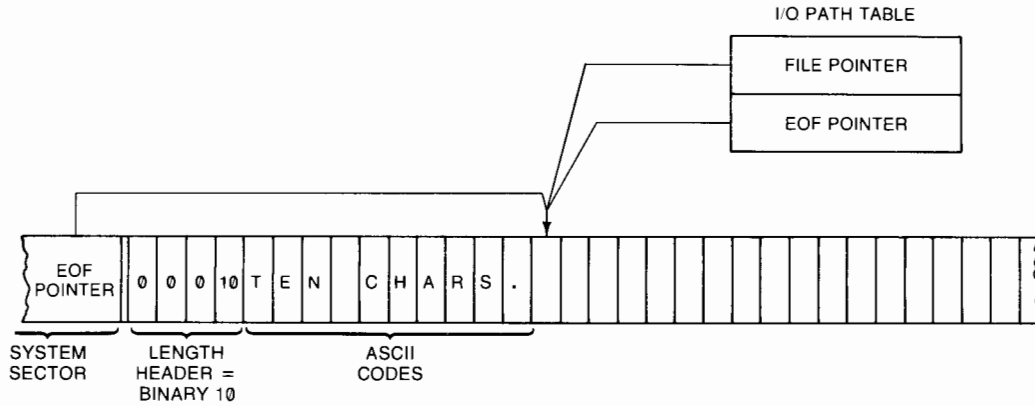 I/O PATH TABLE
FILE POINTER
EOF POINTER
EOF
POINTER
0 0 0 10 T E N C H A R S .
SYSTEM
SECTOR
LENGTH
HEADER =
BINARY 10
ASCII
CODES